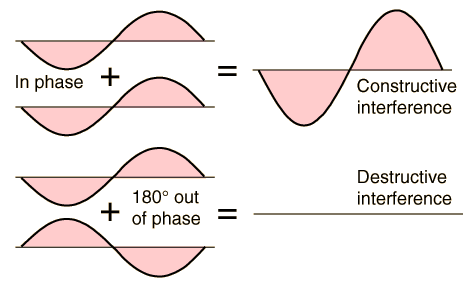 In phase + =
Constructive
interference
+ 180° out
of phase =
Destructive
interference